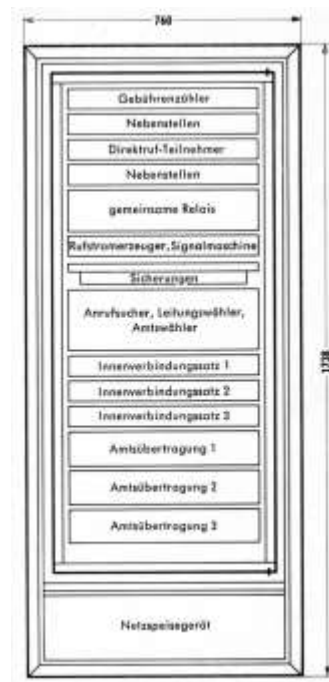 760
Gebührenzähler
Nebenstellen
Direktruf-Teilnehmer
Nebenstellen
gemeinsame Relais
Rufstromerzeuger, Signalmaschine
Sicherungen
Anrufsucher, Leitungswähler,
Amtswähler
Innenverbindungssatz 1
Innenverbindungssatz 2
Innenverbindungssatz 3
Amtsübertragung 1
Amtsübertragung 2
Amtsübertragung 3
Netzspeisegerät